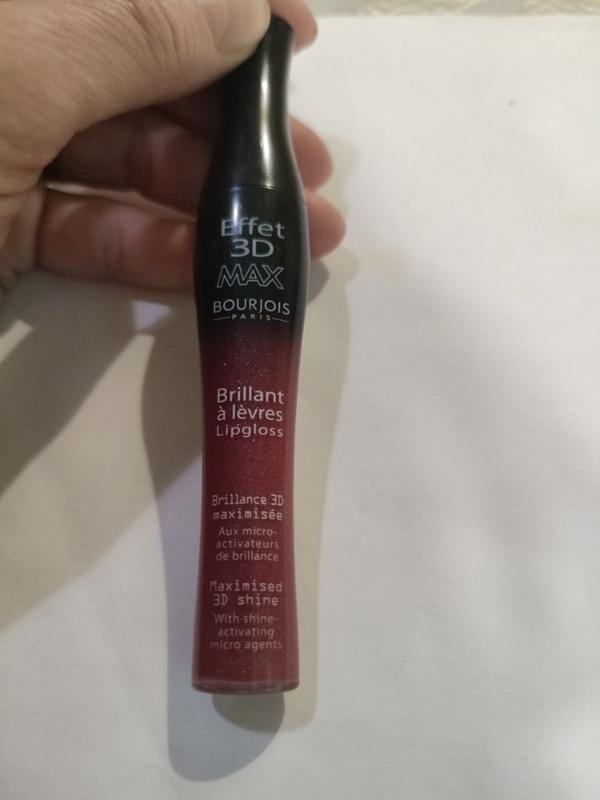 Effet
3D
MAX
BOURJOIS
PARIS
Brillant
à lèvres
Lipgloss
Brillance 3D
maximisée
Aux micro-
activateurs
de brillance
Maximised
3D shine
With shine-
activating
micro agents